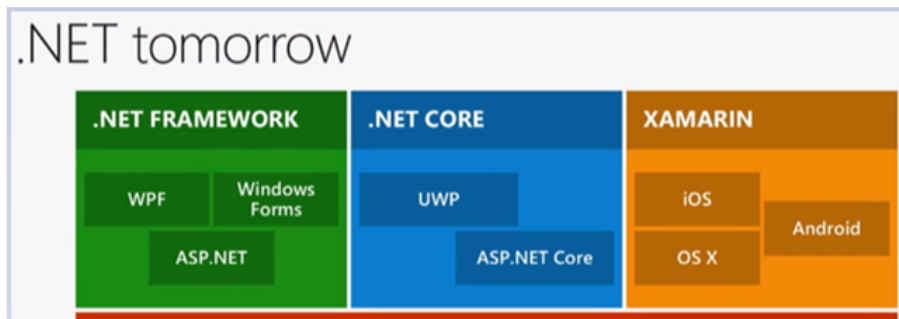 .NET tomorrow
.NET FRAMEWORK
WPF
Windows
Forms
ASP.NET
.NET CORE
UWP
ASP.NET Core
XAMARIN
iOS
Android
OS X